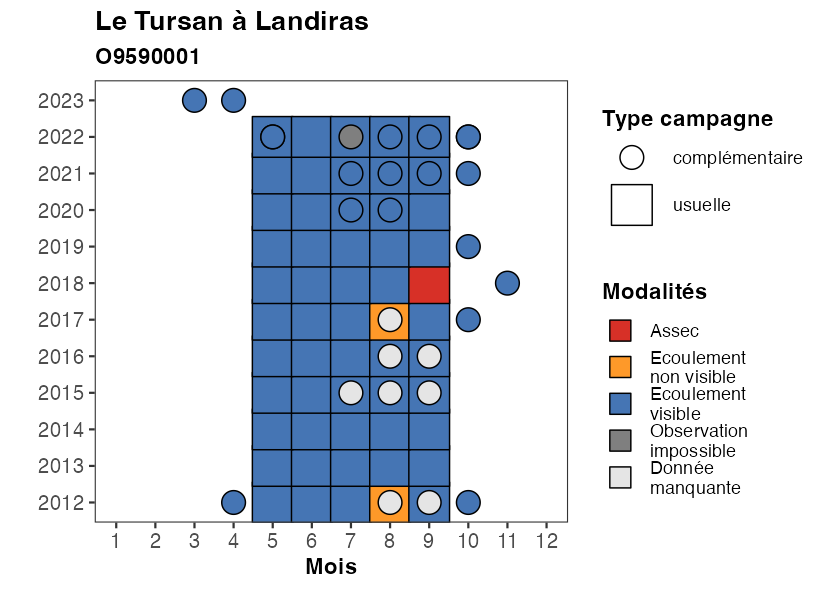 Le Tursan à Landiras
O9590001
2023
2022
2021
2020
2019
2018
2017
2016
2015
2014
2013
2012
1 2 3 4 5 6 7 8 9 10 11 12
Mois
Type campagne
complémentaire
usuelle
Modalités
Assec
Ecoulement
non visible
Ecoulement
visible
Observation
impossible
Donnée
manquante